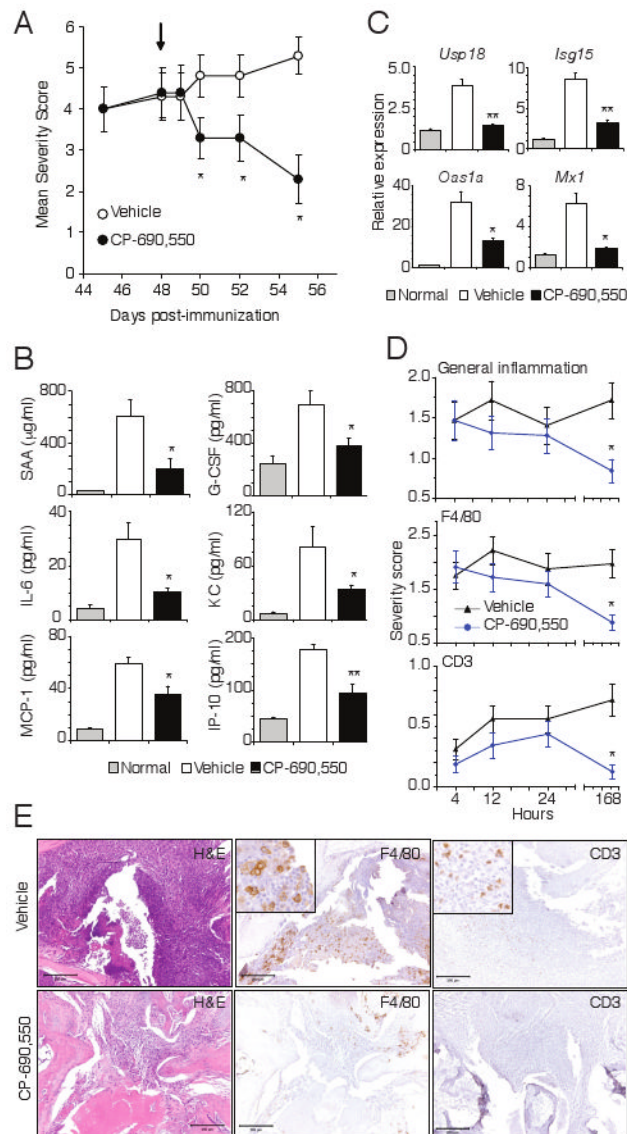 A
Mean Severity Score
6
5
4
3
2
1
0
Vehicle
CP-690,550
* * *
44 46 48 50 52 54 56
Days post-immunization
C
Relative expression
Usp18
5.0
2.5
0.0
**
Isg15
10
5
0
**
Oas1a
40
20
0
*
Mx1
8
4
0
*
Normal Vehicle CP-690,550
B
SAA (µg/ml)
800
400
0
*
G-CSF (pg/ml)
800
400
0
*
IL-6 (pg/ml)
40
20
0
*
KC (pg/ml)
120
60
0
*
MCP-1 (pg/ml)
80
40
0
*
IP-10 (pg/ml)
200
100
0
**
Normal Vehicle CP-690,550
D
General inflammation
2.0
1.5
1.0
0.5
*
Severity score
F4/80
2.5
2.0
1.5
1.0
0.5
Vehicle
CP-690,550
*
CD3
1.0
0.5
0.0
*
4 12 24 168
Hours
E
Vehicle
H&E
F4/80
CD3
CP-690,550
H&E
F4/80
CD3